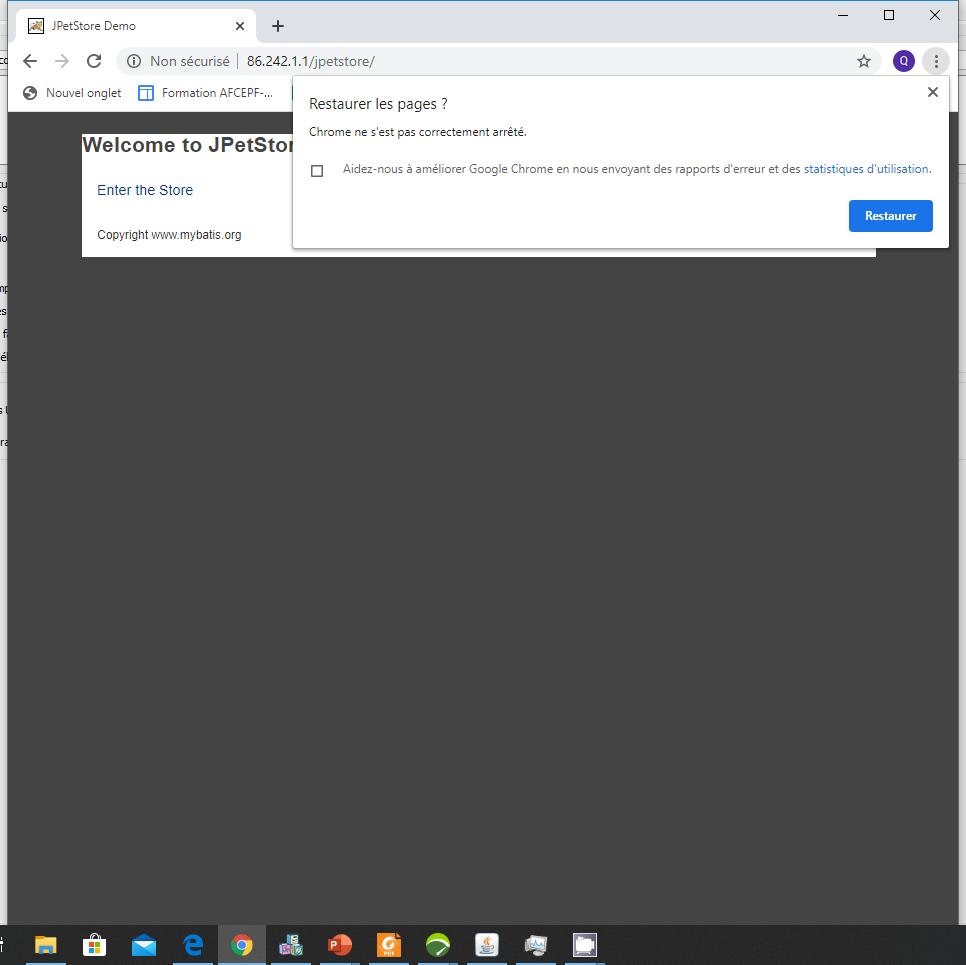 JPetStore Demo
Non sécurisé 86.242.1.1/jpetstore/
Q
Nouvel onglet Formation AFCEPF-...
Restaurer les pages ?
Chrome ne s'est pas correctement arrêté.
Aidez-nous à améliorer Google Chrome en nous envoyant des rapports d'erreur et des statistiques d'utilisation.
Restaurer
Welcome to JPetStor
Enter the Store
Copyright www.mybatis.org